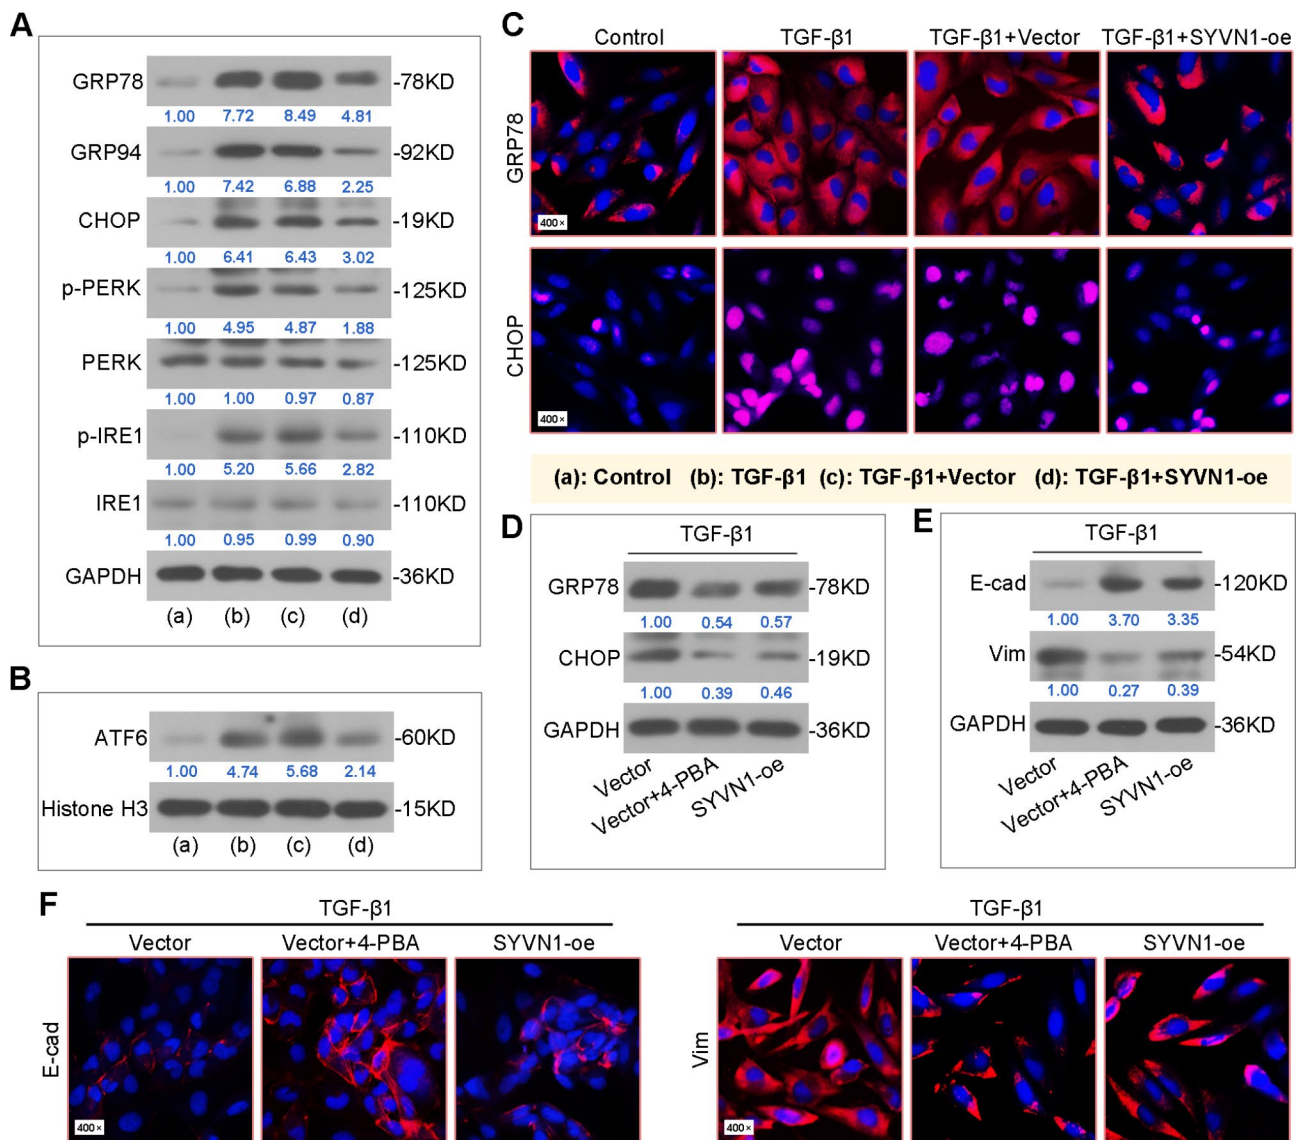 A
GRP78
-78KD
1.00 7.72 8.49 4.81
GRP94
-92KD
1.00 7.42 6.88 2.25
CHOP
-19KD
1.00 6.41 6.43 3.02
p-PERK
-125KD
1.00 4.95 4.87 1.88
PERK
-125KD
1.00 1.00 0.97 0.87
p-IRE1
-110KD
1.00 5.20 5.66 2.82
IRE1
-110KD
1.00 0.95 0.99 0.90
GAPDH
-36KD
(a) (b) (c) (d)
B
ATF6
-60KD
1.00 4.74 5.68 2.14
Histone H3
-15KD
(a) (b) (c) (d)
C
Control TGF-β1 TGF-β1+Vector TGF-β1+SYVN1-oe
GRP78
400×
CHOP
400×
(a): Control (b): TGF-β1 (c): TGF-β1+Vector (d): TGF-β1+SYVN1-oe
D
TGF-β1
GRP78
-78KD
1.00 0.54 0.57
CHOP
-19KD
1.00 0.39 0.46
GAPDH
-36KD
Vector
Vector+4-PBA
SYVN1-oe
E
TGF-β1
E-cad
-120KD
1.00 3.70 3.35
Vim
-54KD
1.00 0.27 0.39
GAPDH
-36KD
Vector
Vector+4-PBA
SYVN1-oe
F
TGF-β1
Vector Vector+4-PBA SYVN1-oe
E-cad
400×
TGF-β1
Vector Vector+4-PBA SYVN1-oe
Vim
400×